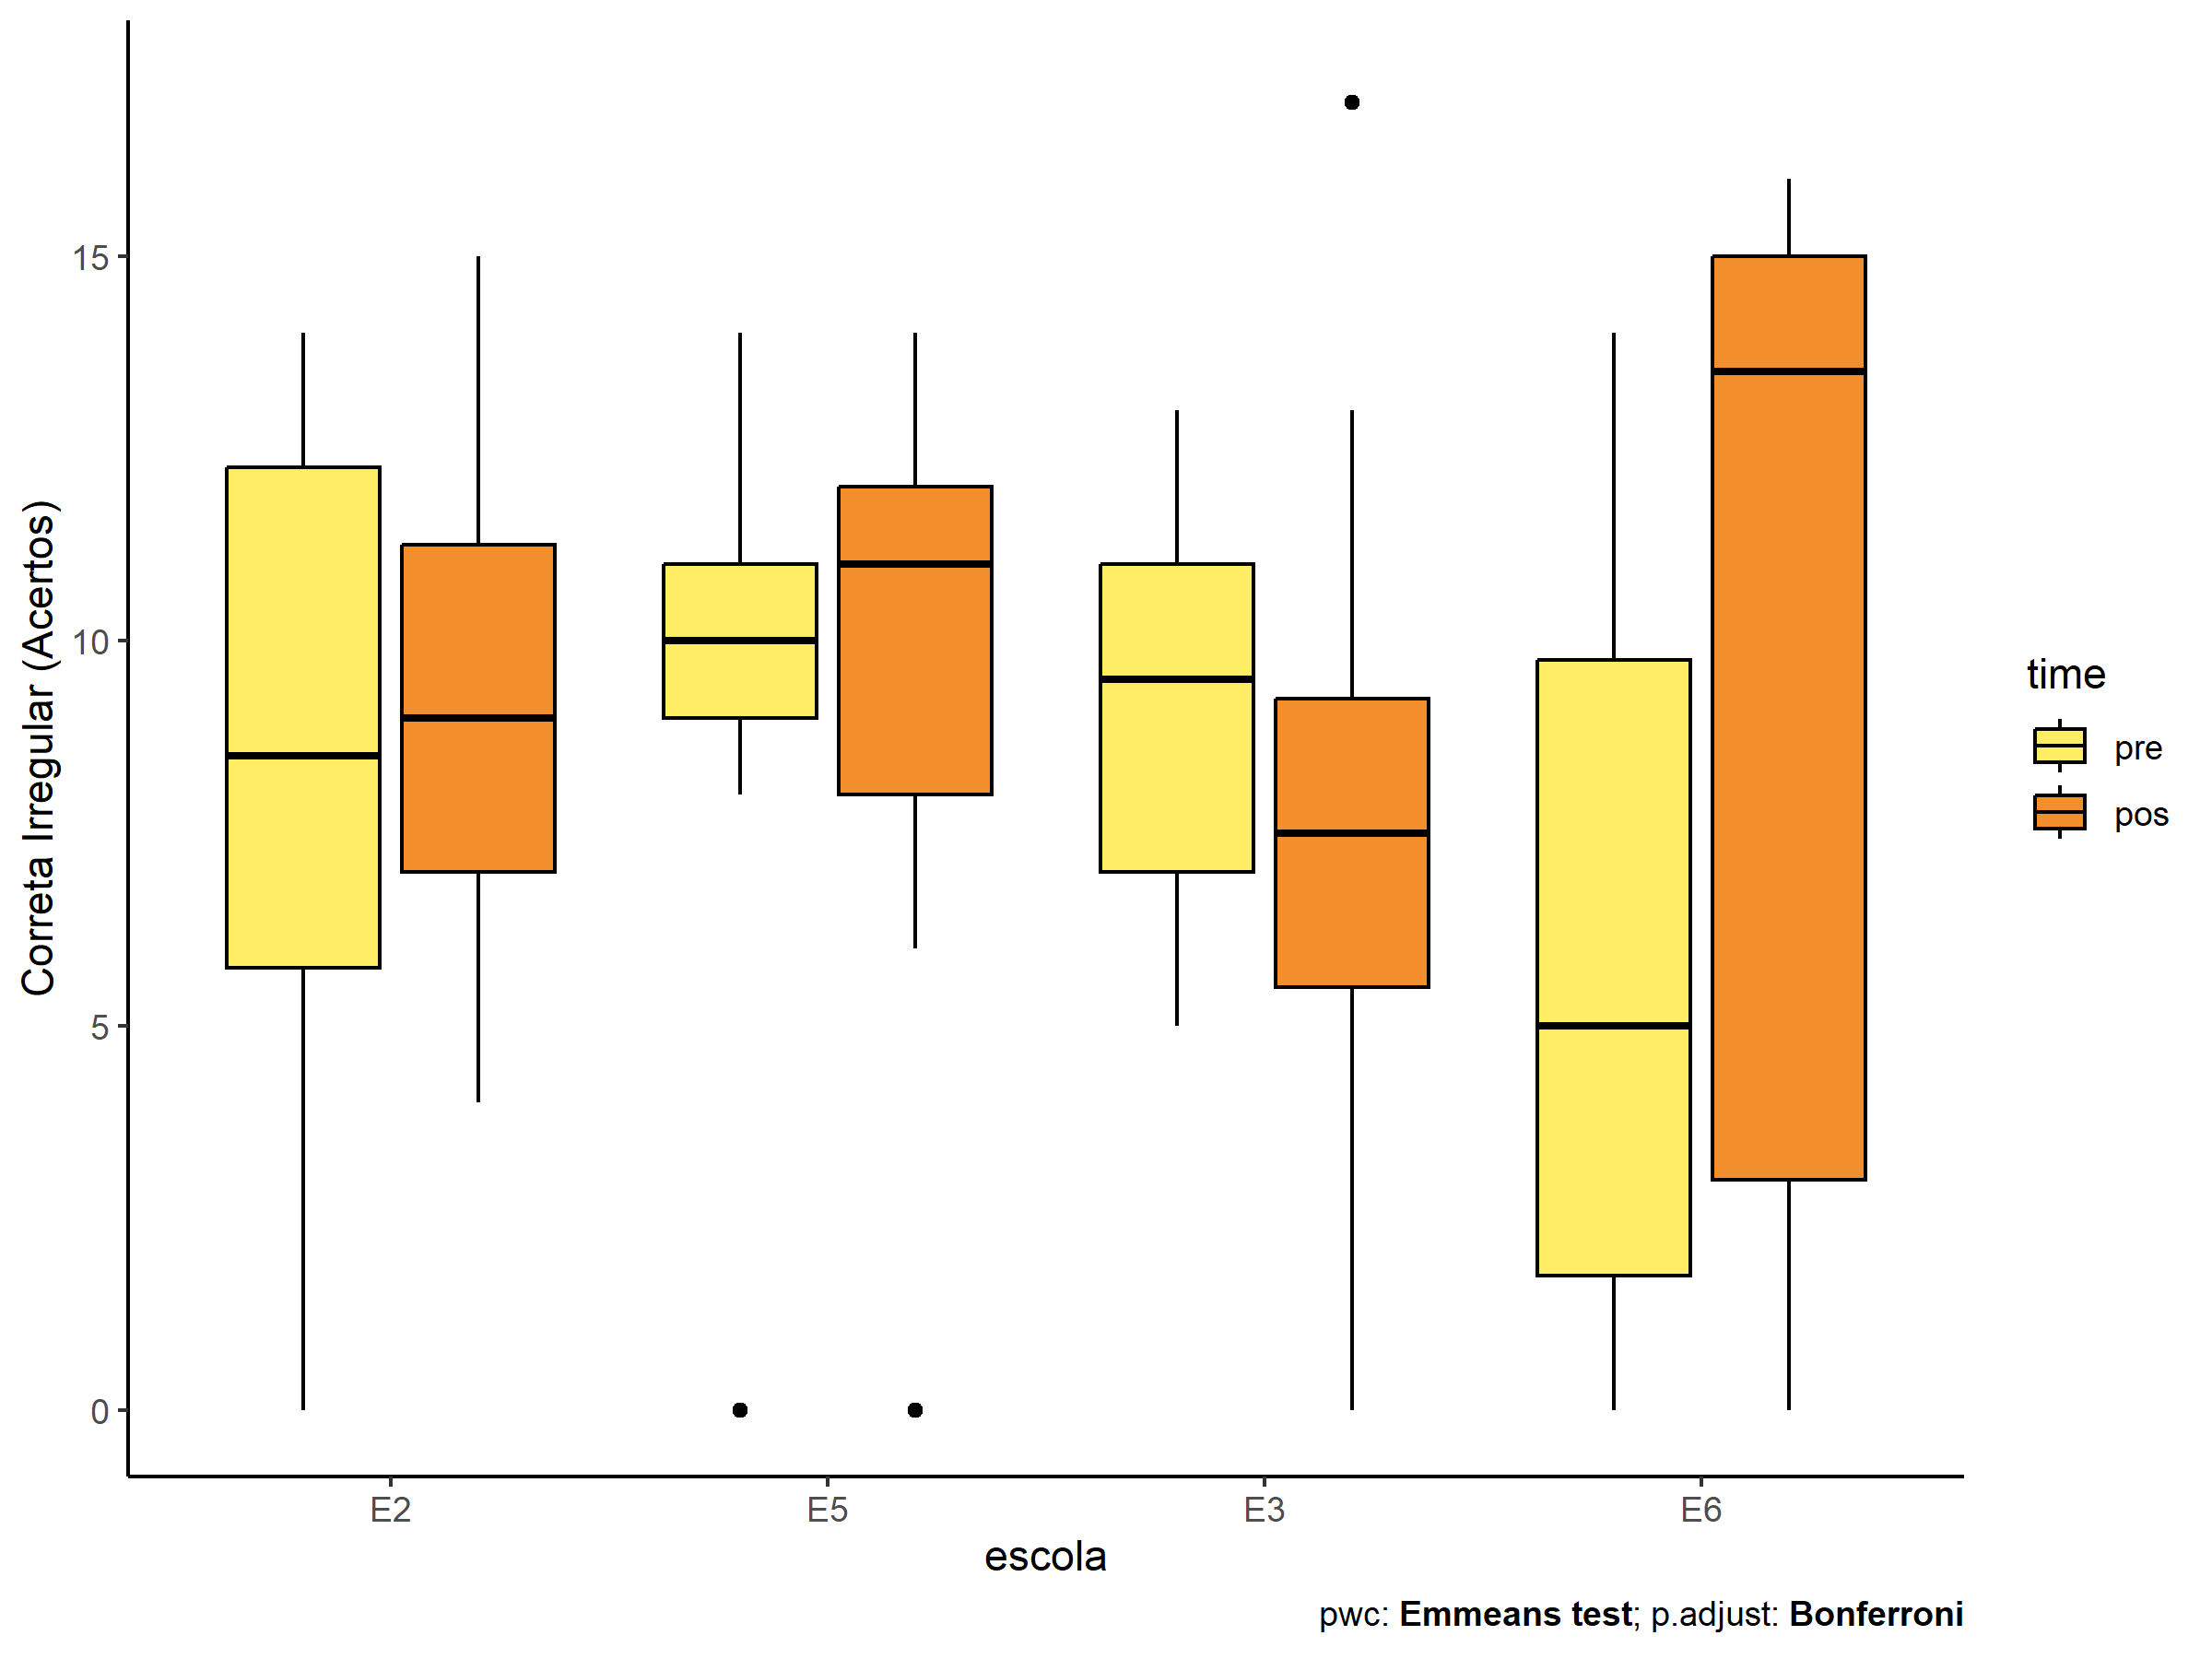 Correta Irregular (Acertos)
15
10
5
0
E2
E5
E3
E6
escola
time
pre
pos
pwc: Emmeans test; p.adjust: Bonferroni